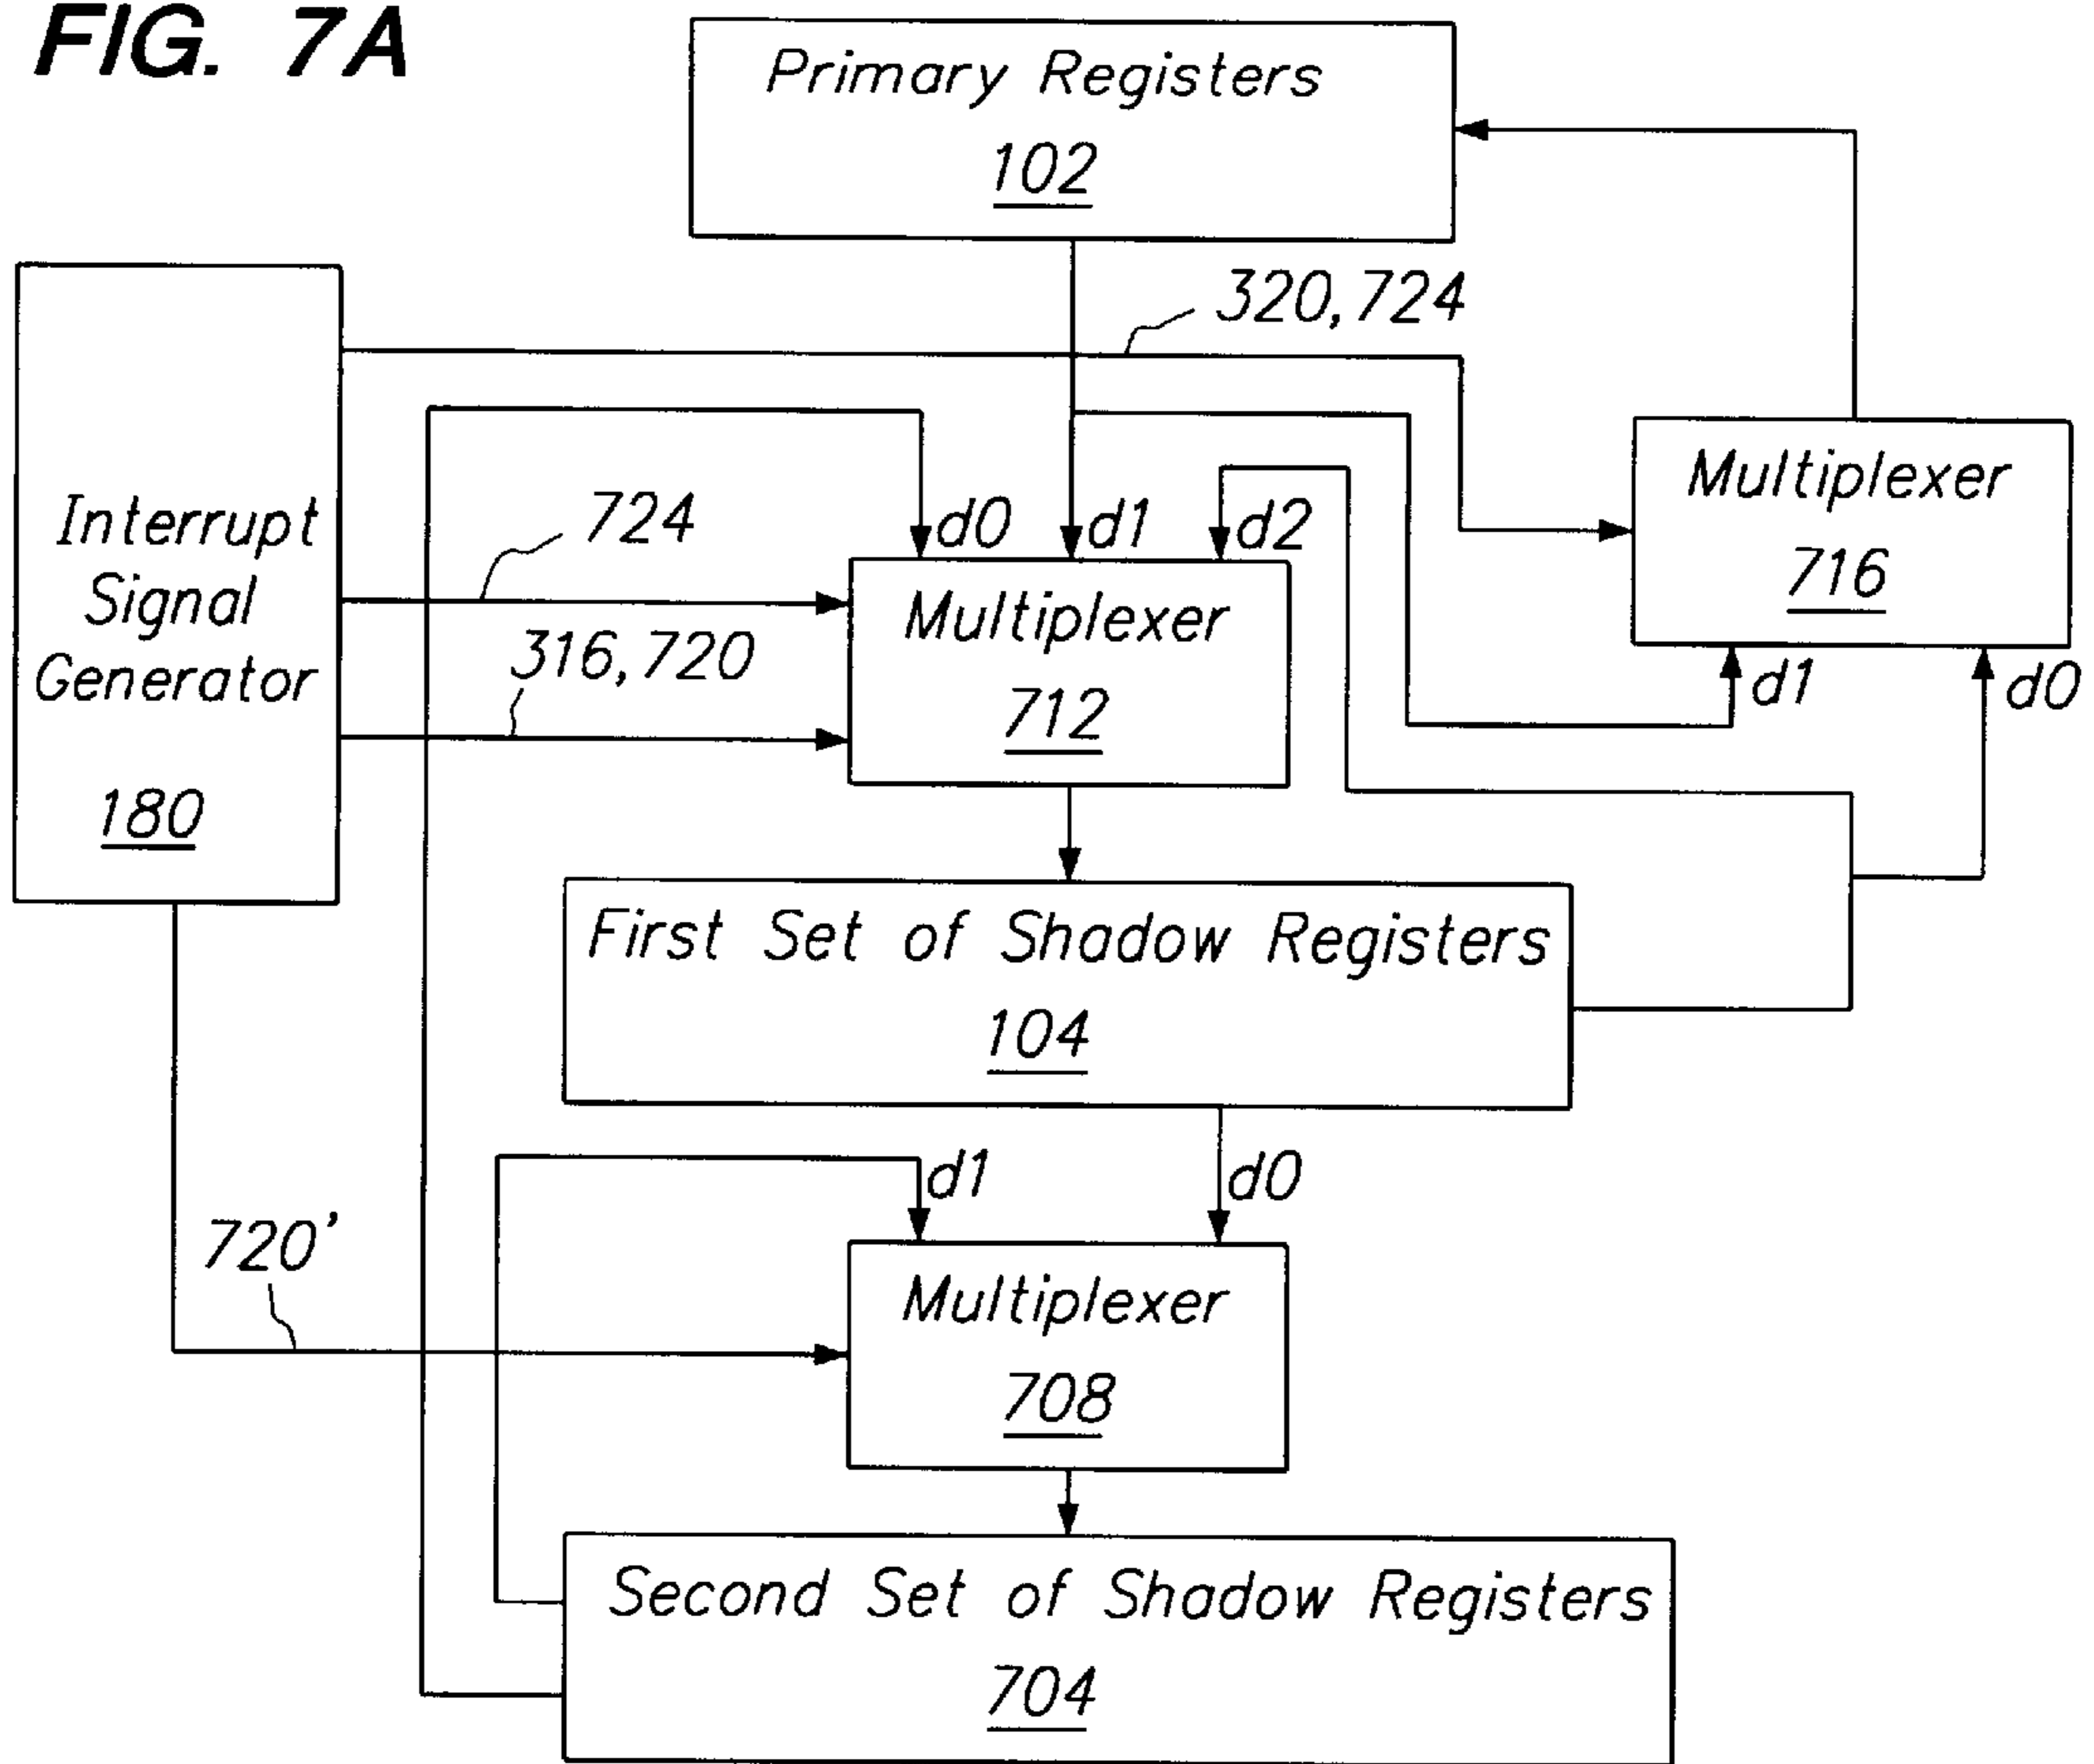 FIG. 7A
Primary Registers
102
320,724
Interrupt
Signal
Generator
180
724
316,720
d0
d1
d2
Multiplexer
712
Multiplexer
716
d1
d0
First Set of Shadow Registers
104
d1
d0
720'
Multiplexer
708
Second Set of Shadow Registers
704